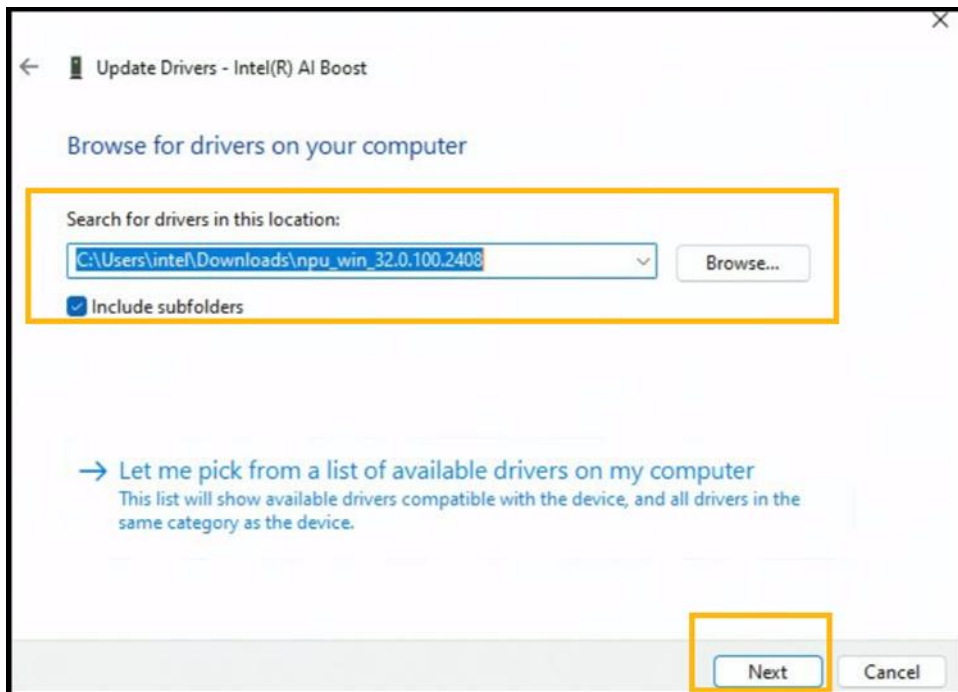 Update Drivers - Intel(R) AI Boost
Browse for drivers on your computer
Search for drivers in this location:
C:\Users\intel\Downloads\npu_win_32.0.100.2408
Browse...
Include subfolders
Let me pick from a list of available drivers on my computer
This list will show available drivers compatible with the device, and all drivers in the
same category as the device.
Next
Cancel